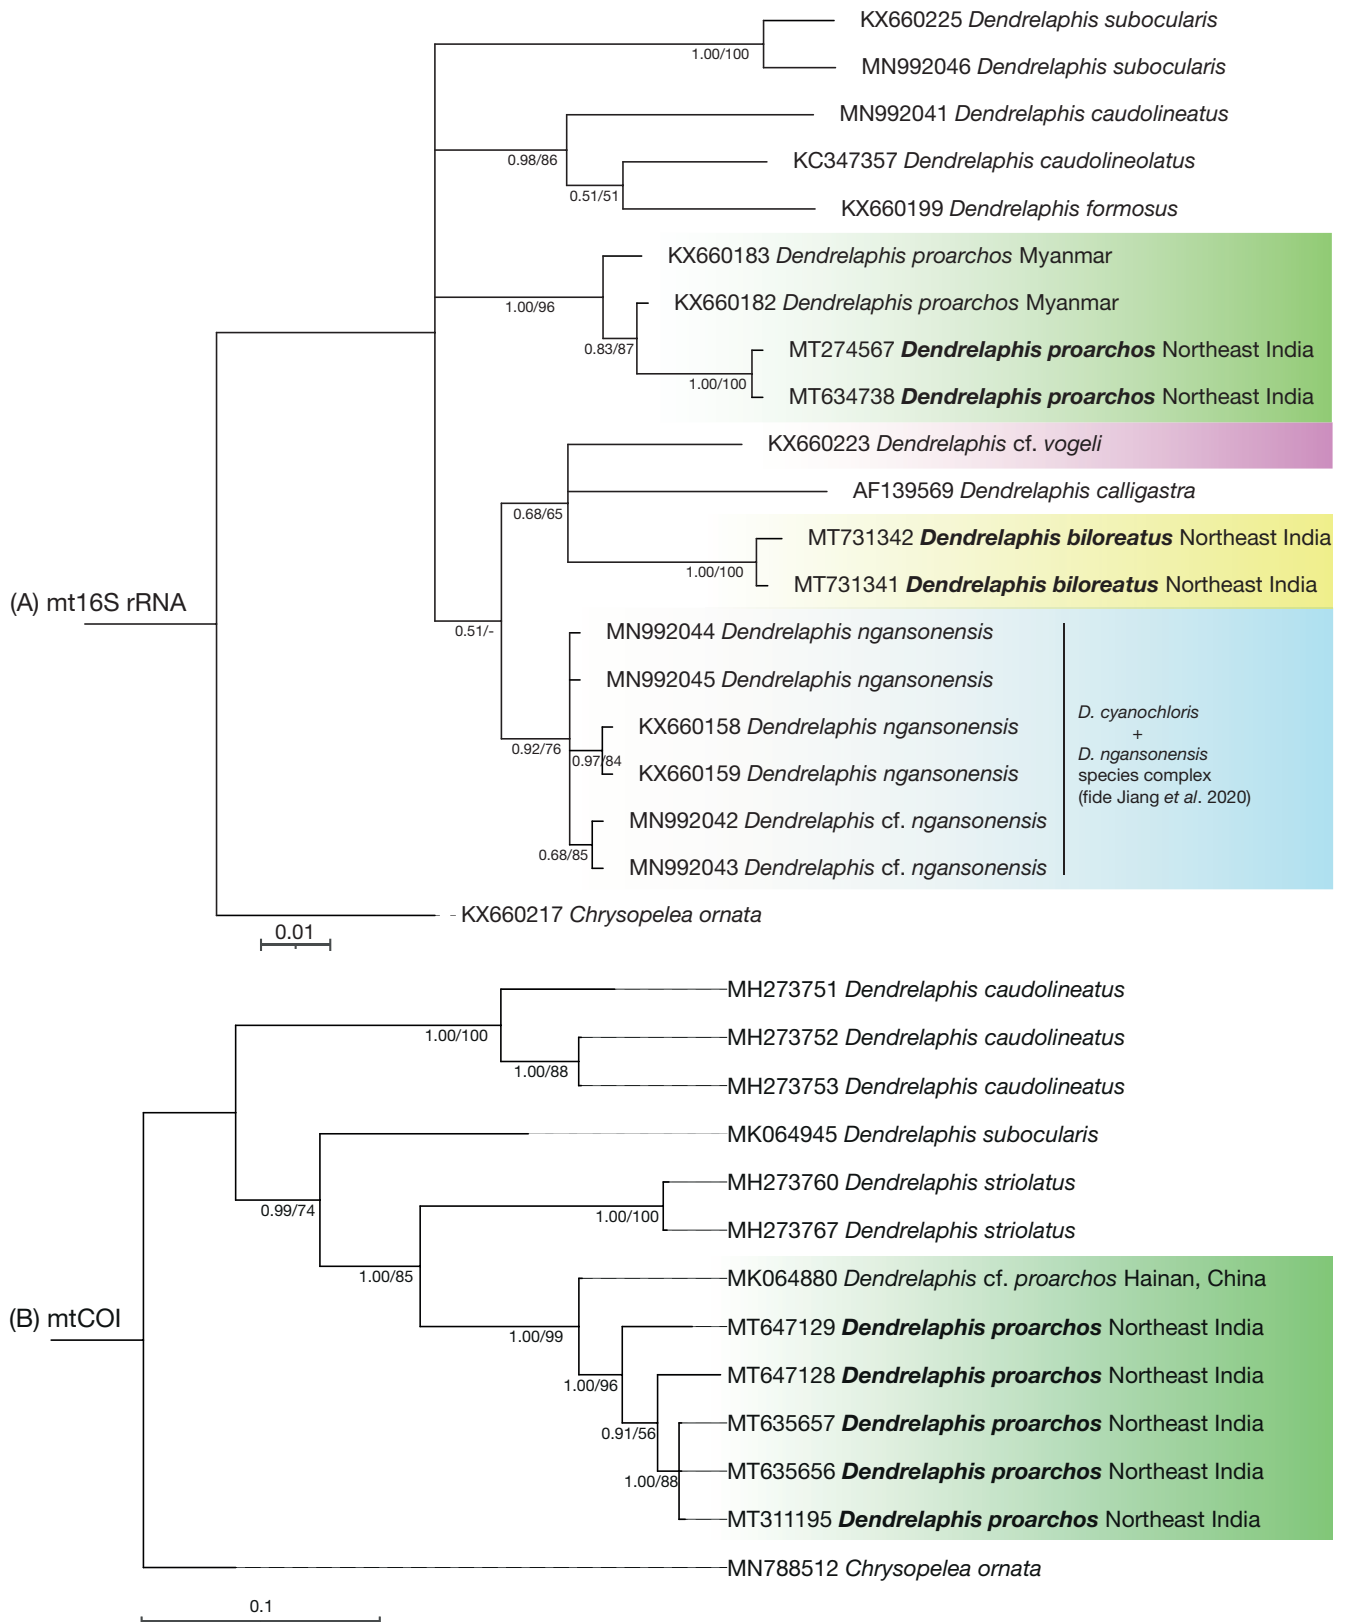 KX660225 Dendrelaphis subocularis
1.00/100
MN992046 Dendrelaphis subocularis
MN992041 Dendrelaphis caudolineatus
0.98/86
KC347357 Dendrelaphis caudolineolatus
0.51/51
KX660199 Dendrelaphis formosus
KX660183 Dendrelaphis proarchos Myanmar
1.00/96
KX660182 Dendrelaphis proarchos Myanmar
0.83/87
MT274567 Dendrelaphis proarchos Northeast India
1.00/100
MT634738 Dendrelaphis proarchos Northeast India
KX660223 Dendrelaphis cf. vogeli
AF139569 Dendrelaphis calligastra
0.68/65
MT731342 Dendrelaphis biloreatus Northeast India
1.00/100
MT731341 Dendrelaphis biloreatus Northeast India
(A) mt16S rRNA
0.51/-
MN992044 Dendrelaphis ngansonensis
MN992045 Dendrelaphis ngansonensis
KX660158 Dendrelaphis ngansonensis
0.92/76
0.97/84
KX660159 Dendrelaphis ngansonensis
MN992042 Dendrelaphis cf. ngansonensis
0.68/85
MN992043 Dendrelaphis cf. ngansonensis
D. cyanochloris
+
D. ngansonensis
species complex
(fide Jiang et al. 2020)
KX660217 Chrysopelea ornata
0.01
MH273751 Dendrelaphis caudolineatus
1.00/100
MH273752 Dendrelaphis caudolineatus
1.00/88
MH273753 Dendrelaphis caudolineatus
MK064945 Dendrelaphis subocularis
0.99/74
MH273760 Dendrelaphis striolatus
1.00/100
MH273767 Dendrelaphis striolatus
1.00/85
MK064880 Dendrelaphis cf. proarchos Hainan, China
(B) mtCOI
1.00/99
MT647129 Dendrelaphis proarchos Northeast India
1.00/96
MT647128 Dendrelaphis proarchos Northeast India
0.91/56
MT635657 Dendrelaphis proarchos Northeast India
1.00/88
MT635656 Dendrelaphis proarchos Northeast India
MT311195 Dendrelaphis proarchos Northeast India
MN788512 Chrysopelea ornata
0.1